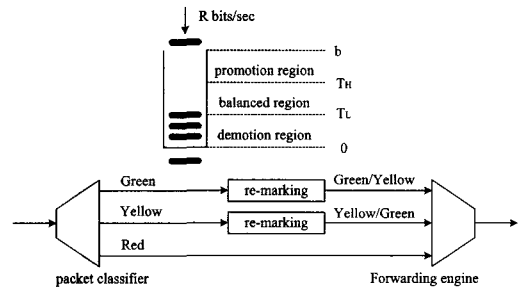 R bits/sec
b
promotion region
TH
balanced region
TL
demotion region
0
Green
re-marking
Green/Yellow
Yellow
re-marking
Yellow/Green
Red
packet classifier
Forwarding engine